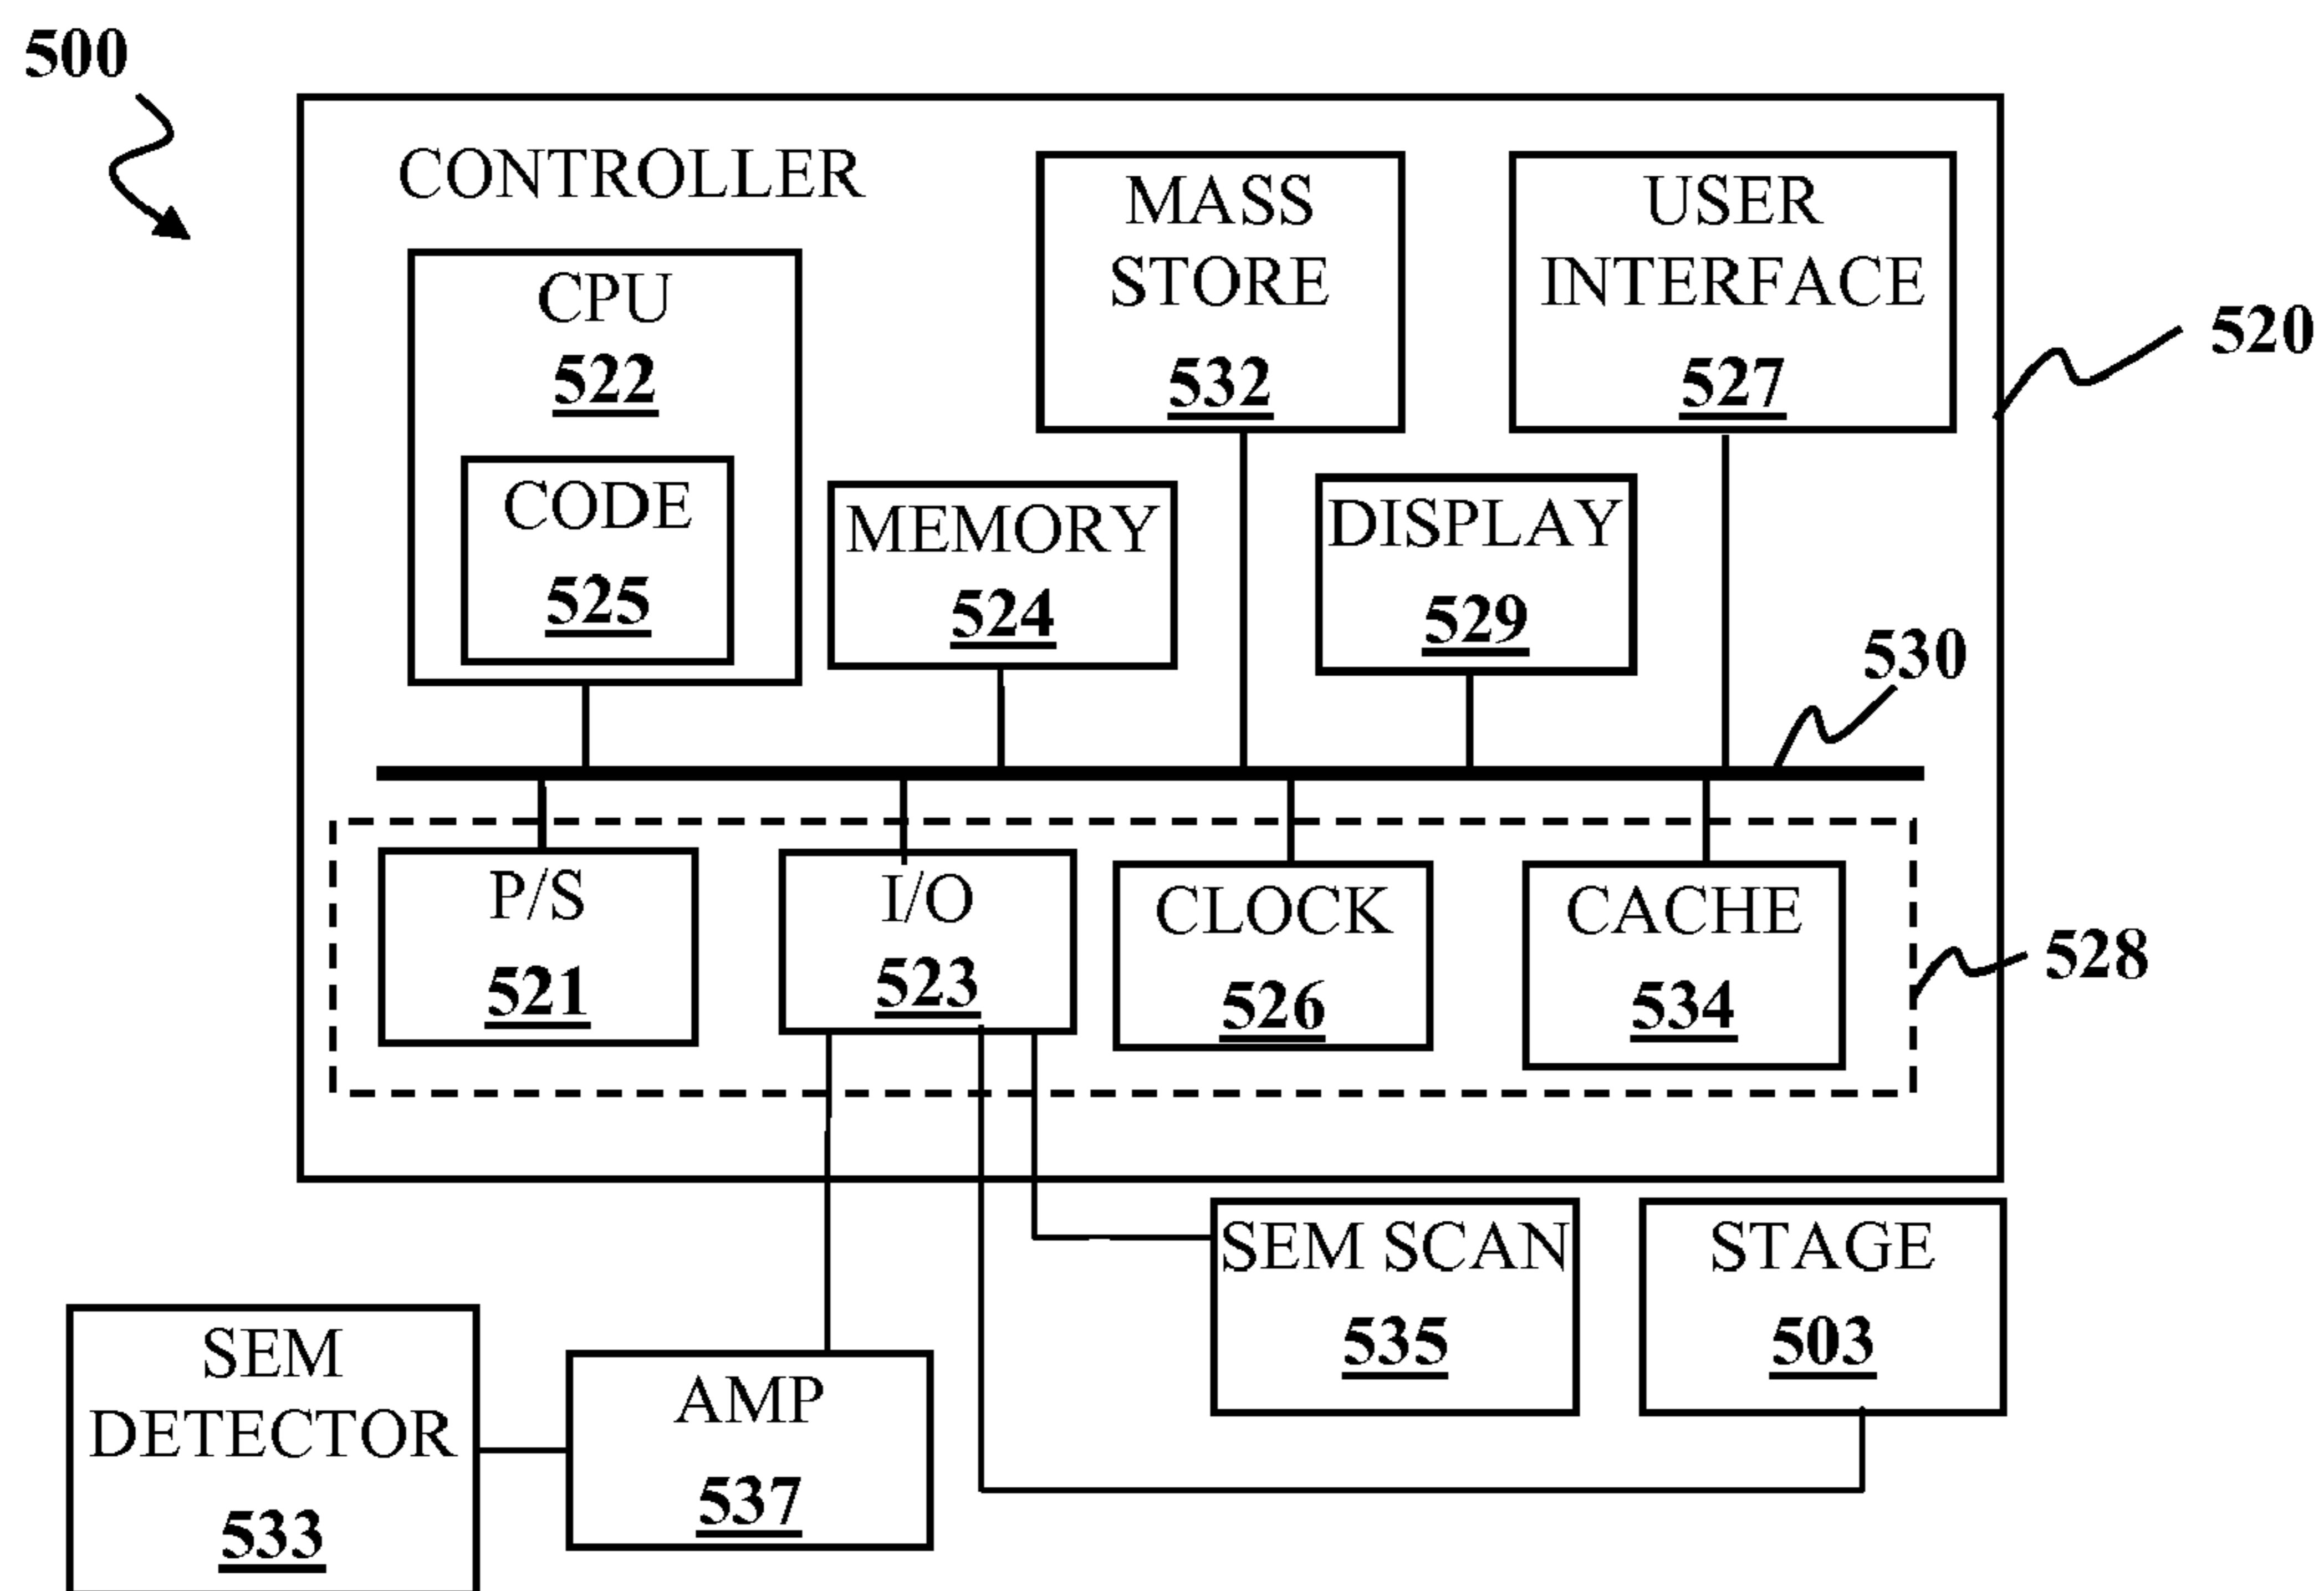 500
CONTROLLER
CPU
522
CODE
525
MEMORY
524
MASS
STORE
532
DISPLAY
529
USER
INTERFACE
527
520
530
P/S
521
I/O
523
CLOCK
526
CACHE
534
528
SEM
DETECTOR
533
AMP
537
SEM SCAN
535
STAGE
503